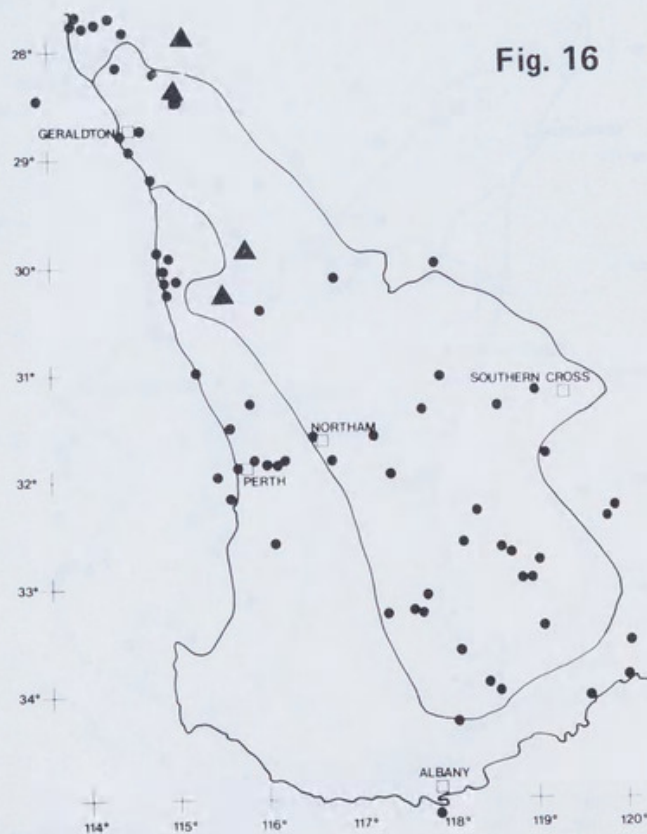 Fig. 16
28°
GERALDTON
29°
30°
31°
SOUTHERN CROSS
NORTHAM
32°
PERTH
33°
34°
ALBANY
114° 115° 116° 117° 118° 119° 120°